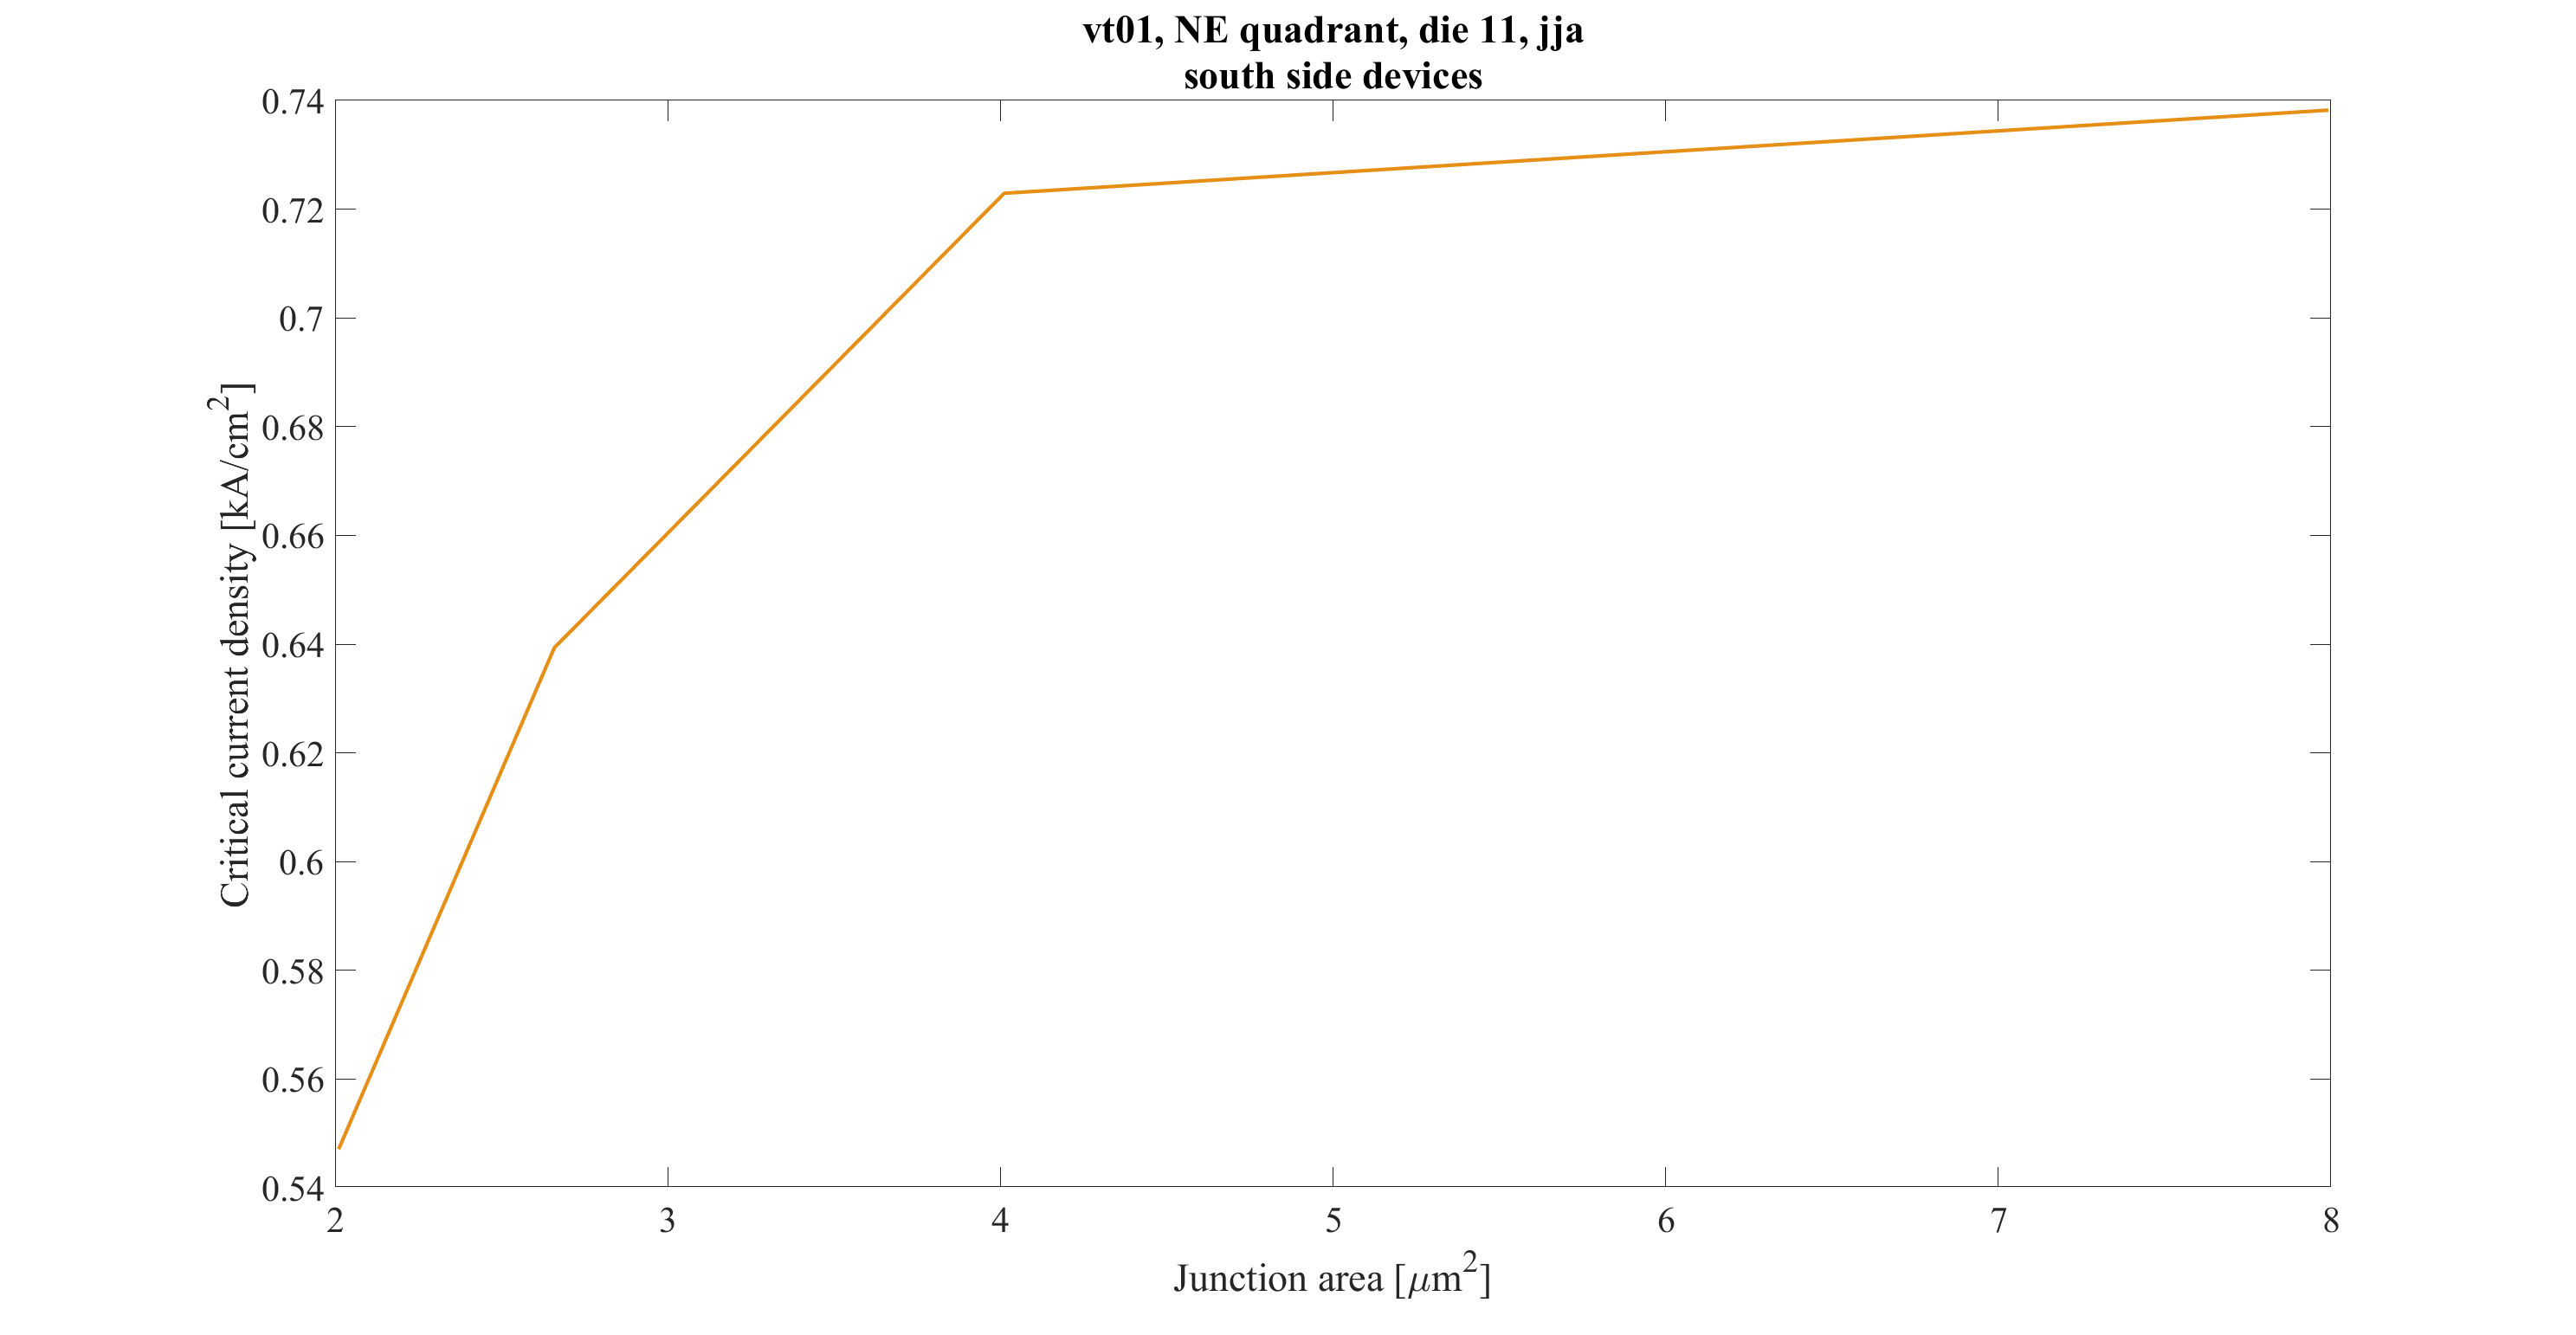 vt01, NE quadrant, die 11, jja
south side devices
0.74
0.72
0.7
0.68
0.66
0.64
0.62
0.6
0.58
0.56
0.54
Critical current density [kA/cm²]
2 3 4 5 6 7 8
Junction area [μm²]